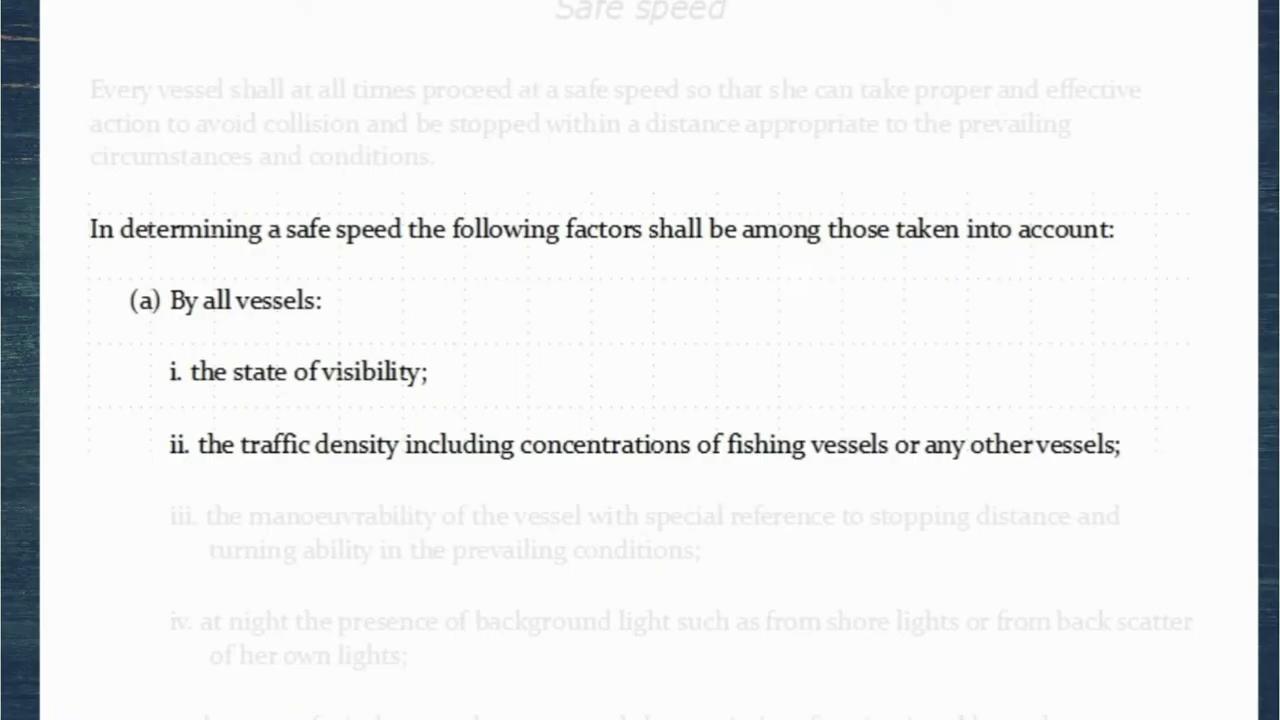 Safe speed
Every vessel shall at all times proceed at a safe speed so that she can take proper and effective
action to avoid collision and be stopped within a distance appropriate to the prevailing
circumstances and conditions.
In determining a safe speed the following factors shall be among those taken into account:
(a) By all vessels:
i. the state of visibility;
ii. the traffic density including concentrations of fishing vessels or any other vessels;
iii. the manoeuvrability of the vessel with special reference to stopping distance and
turning ability in the prevailing conditions;
iv. at night the presence of background light such as from shore lights or from back scatter
of her own lights;